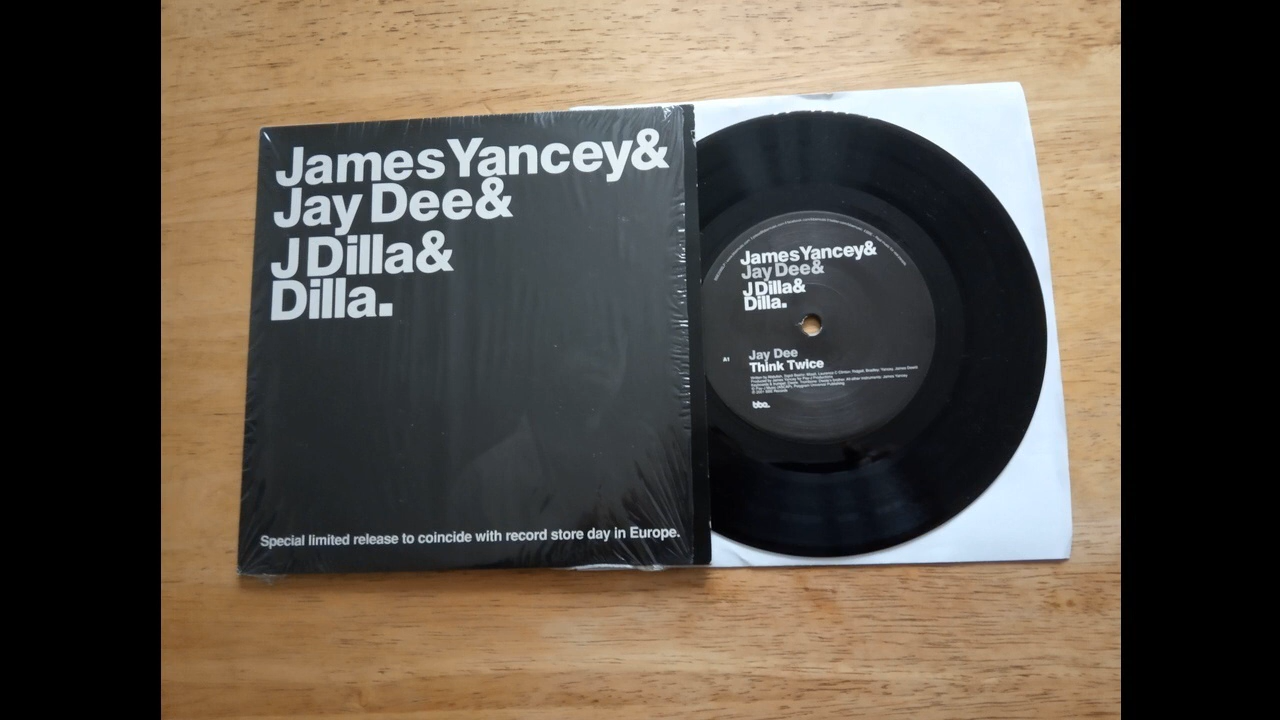 James Yancey&
Jay Dee&
J Dilla&
Dilla.
Special limited release to coincide with record store day in Europe.
James Yancey&
Jay Dee&
J Dilla&
Dilla.
A1
Jay Dee
Think Twice
bbe.